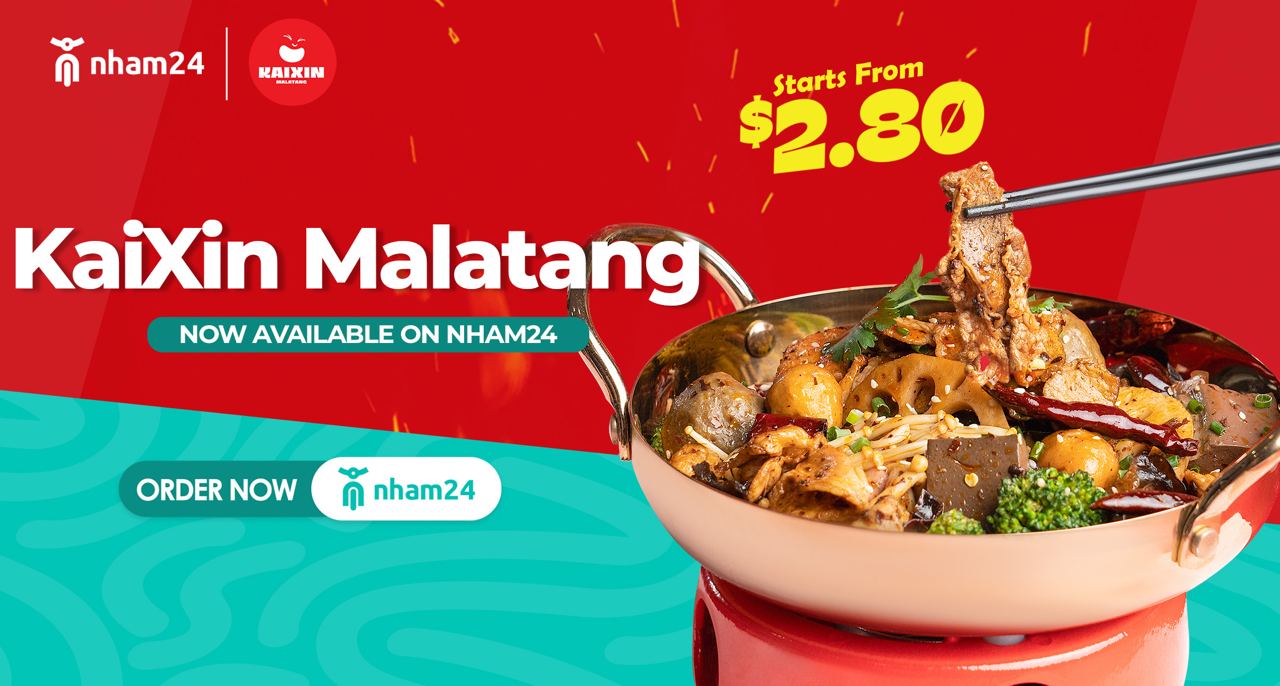 nham24
KAIXIN
MALATANG
Starts From
$2.80
KaiXin Malatang
NOW AVAILABLE ON NHAM24
ORDER NOW nham24